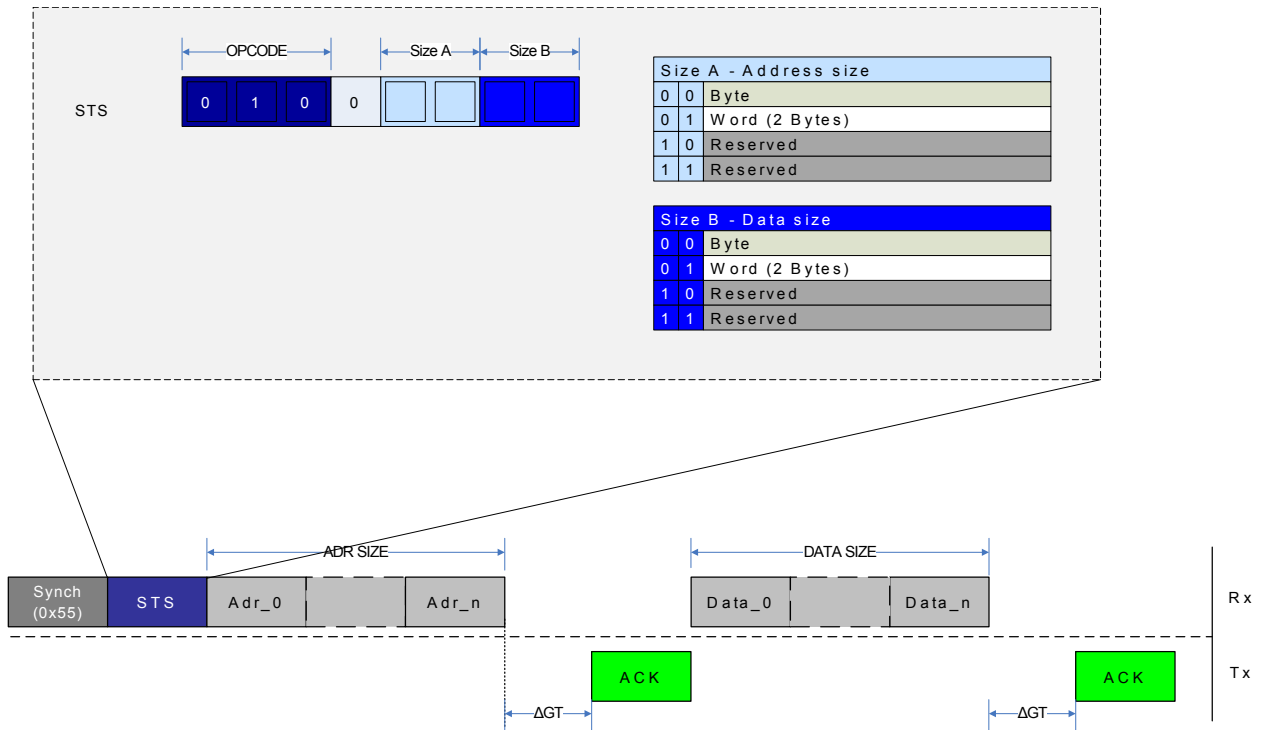 OPCODE
Size A
Size B
STS
0 1 0 0
Size A - Address size
0 0 Byte
0 1 Word (2 Bytes)
1 0 Reserved
1 1 Reserved
Size B - Data size
0 0 Byte
0 1 Word (2 Bytes)
1 0 Reserved
1 1 Reserved
ADR SIZE
DATA SIZE
Synch
(0x55)
STS
Adr_0
Adr_n
Data_0
Data_n
Rx
ACK
ACK
Tx
ΔGT
ΔGT